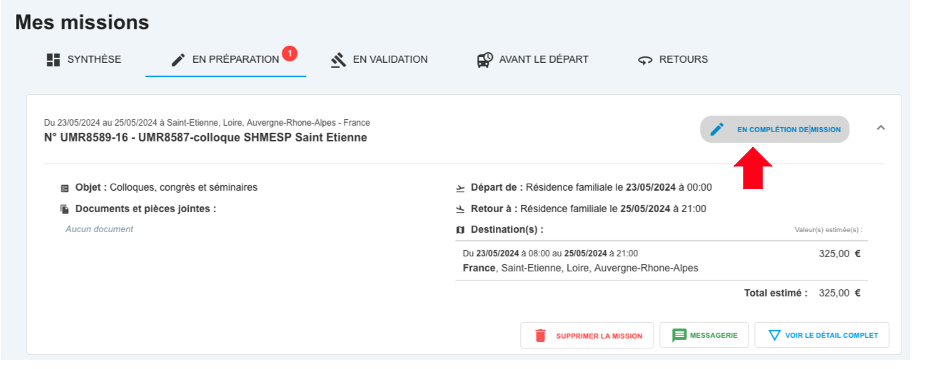 Mes missions
SYNTHÈSE
EN PRÉPARATION 1
EN VALIDATION
AVANT LE DÉPART
RETOURS
Du 23/05/2024 au 25/05/2024 à Saint-Etienne, Loire, Auvergne-Rhone-Alpes - France
N° UMR8589-16 - UMR8587-colloque SHMESP Saint Etienne
EN COMPLÉTION DE MISSION
Objet : Colloques, congrès et séminaires
Documents et pièces jointes :
Aucun document
Départ de : Résidence familiale le 23/05/2024 à 00:00
Retour à : Résidence familiale le 25/05/2024 à 21:00
Destination(s) :
Valeur(s) estimée(s) :
Du 23/05/2024 à 08:00 au 25/05/2024 à 21:00
325,00 €
France, Saint-Etienne, Loire, Auvergne-Rhone-Alpes
Total estimé : 325,00 €
SUPPRIMER LA MISSION
MESSAGERIE
VOIR LE DÉTAIL COMPLET